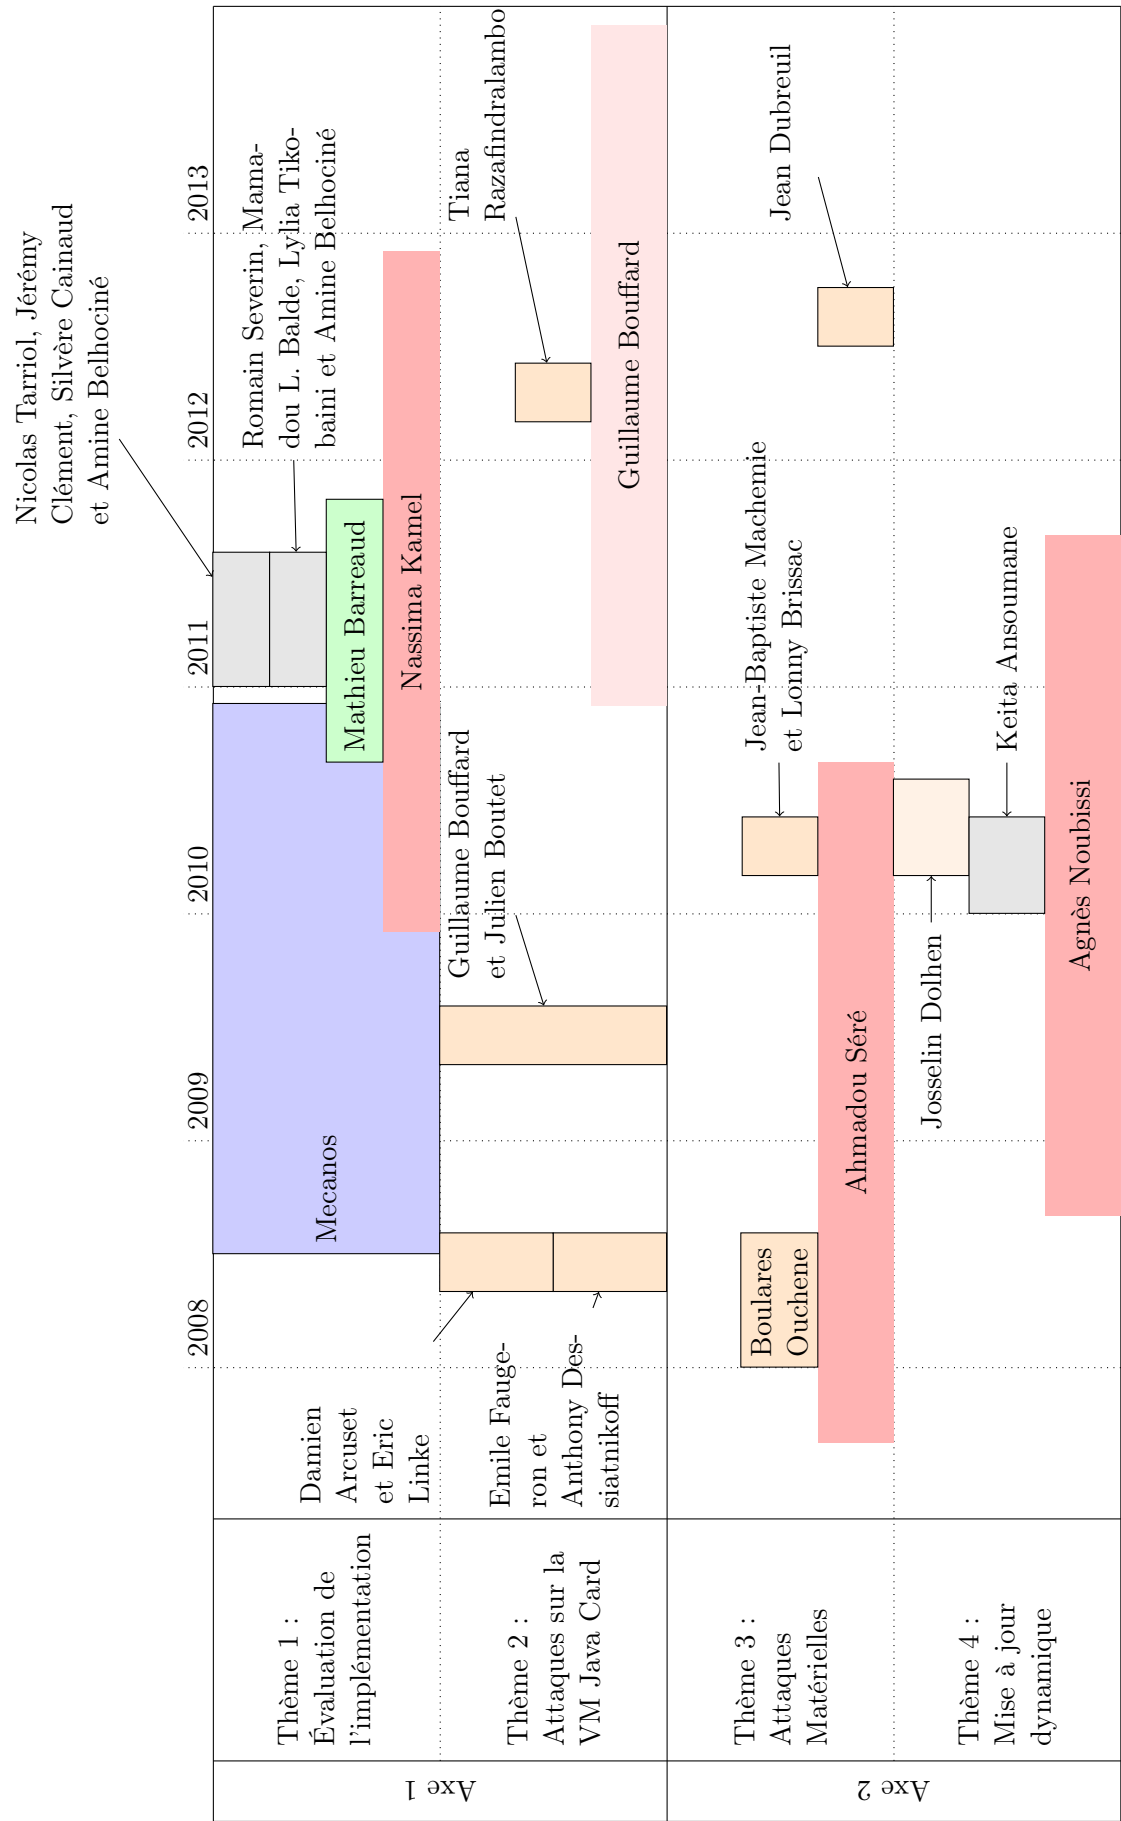 2008
2009
2010
2011
2012
2013
Axe 1
Thème 1 :
Évaluation de
l'implémentation
Damien
Arcuset
et Eric
Linke
Mecanos
Nicolas Tarriol, Jérémy
Clément, Silvère Cainaud
et Amine Belhociné
Romain Severin, Mama-
dou L. Balde, Lylia Tiko-
baini et Amine Belhociné
Mathieu Barreaud
Nassima Kamel
Thème 2 :
Attaques sur la
VM Java Card
Emile Fauge-
ron et
Anthony Des-
siatnikoff
Guillaume Bouffard
et Julien Boutet
Tiana
Razafindralambo
Guillaume Bouffard
Axe 2
Thème 3 :
Attaques
Matérielles
Boulares
Ouchene
Jean-Baptiste Machemie
et Lonny Brissac
Jean Dubreuil
Ahmadou Séré
Thème 4 :
Mise à jour
dynamique
Josselin Dolhen
Keita Ansoumane
Agnès Noubissi